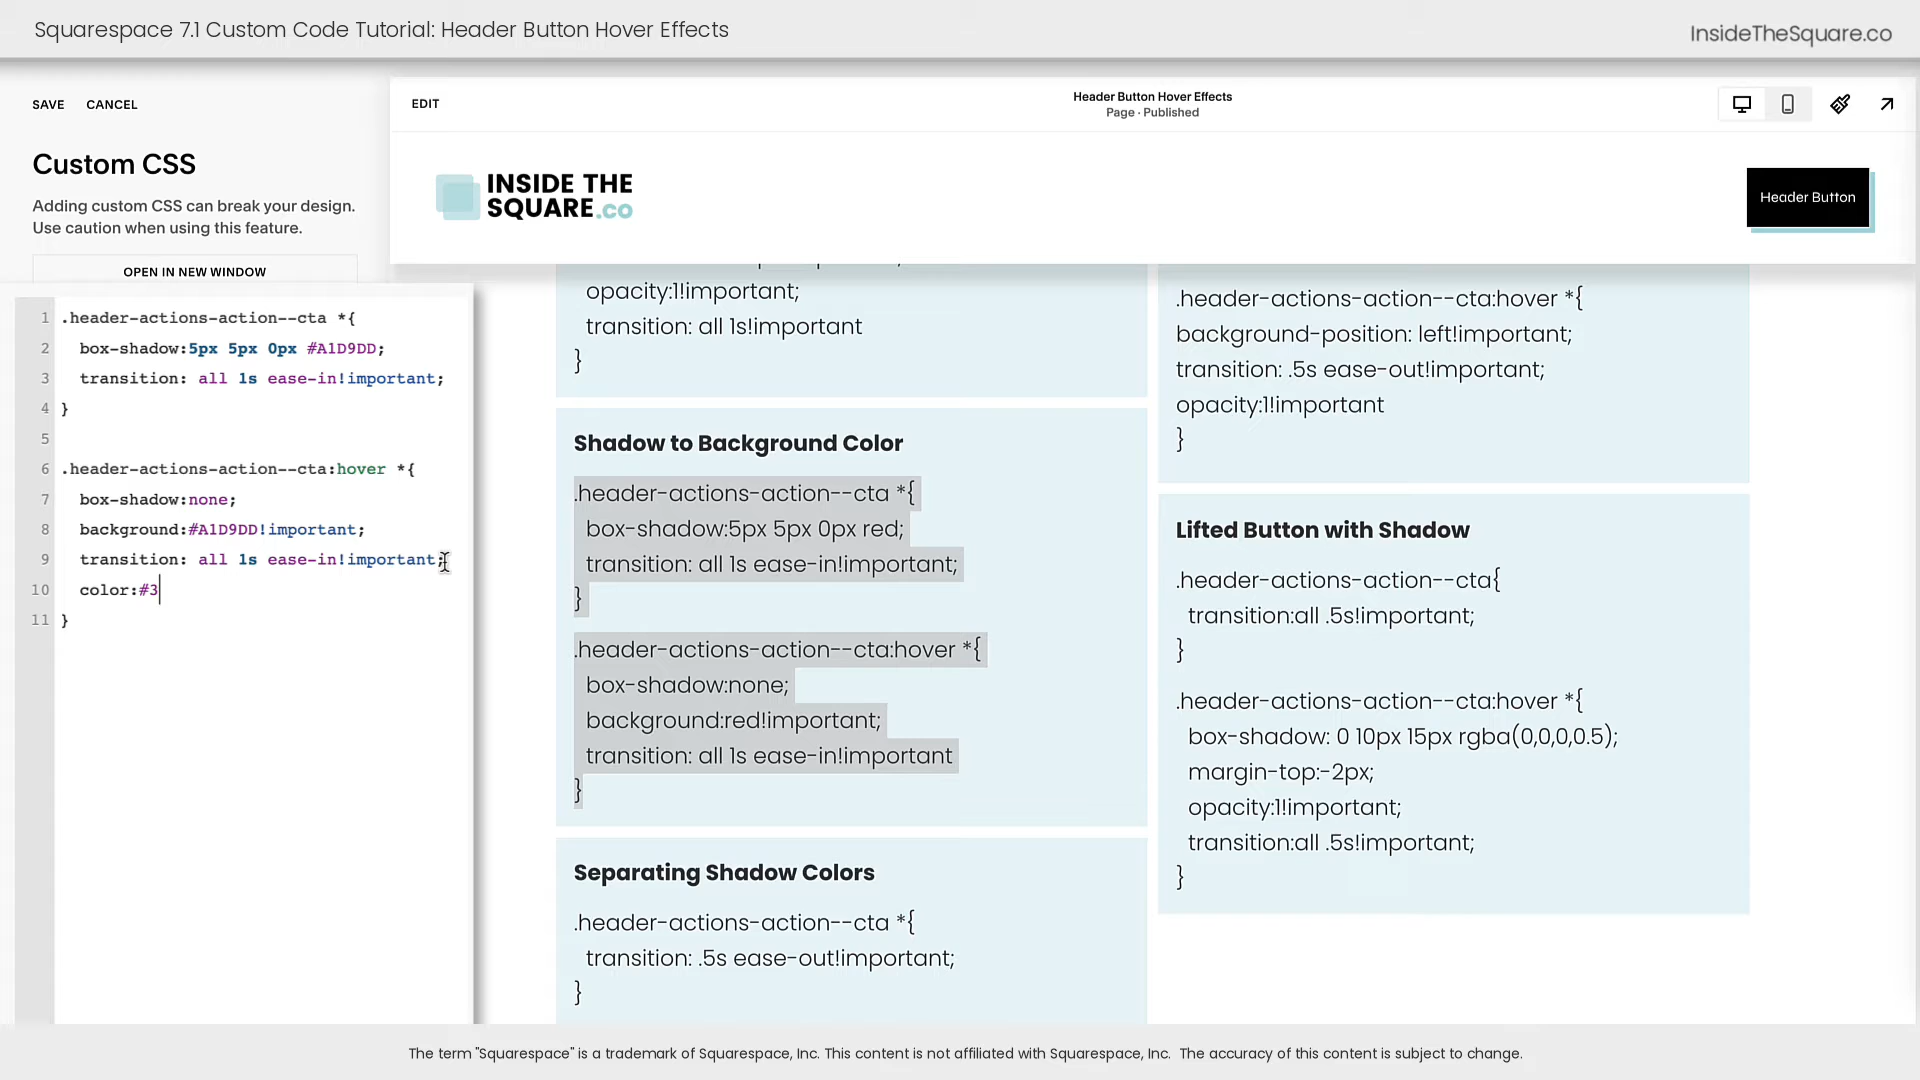 Squarespace 7.1 Custom Code Tutorial: Header Button Hover Effects
InsideTheSquare.co
SAVE CANCEL
Custom CSS
Adding custom CSS can break your design.
Use caution when using this feature.
OPEN IN NEW WINDOW
1 .header-actions-action--cta *{
2 box-shadow:5px 5px 0px #A1D9DD;
3 transition: all 1s ease-in!important;
4 }
5
6 .header-actions-action--cta:hover *{
7 box-shadow:none;
8 background:#A1D9DD!important;
9 transition: all 1s ease-in!important;
10 color:#3
11 }
EDIT
Header Button Hover Effects
Page · Published
INSIDE THE
SQUARE.co
Header Button
opacity:1!important;
transition: all 1s!important
}
Shadow to Background Color
.header-actions-action--cta *{
box-shadow:5px 5px 0px red;
transition: all 1s ease-in!important;
}
.header-actions-action--cta:hover *{
box-shadow:none;
background:red!important;
transition: all 1s ease-in!important
}
Separating Shadow Colors
.header-actions-action--cta *{
transition: .5s ease-out!important;
}
.header-actions-action--cta:hover *{
background-position: left!important;
transition: .5s ease-out!important;
opacity:1!important
}
Lifted Button with Shadow
.header-actions-action--cta{
transition:all .5s!important;
}
.header-actions-action--cta:hover *{
box-shadow: 0 10px 15px rgba(0,0,0,0.5);
margin-top:-2px;
opacity:1!important;
transition:all .5s!important;
}
The term "Squarespace" is a trademark of Squarespace, Inc. This content is not affiliated with Squarespace, Inc. The accuracy of this content is subject to change.